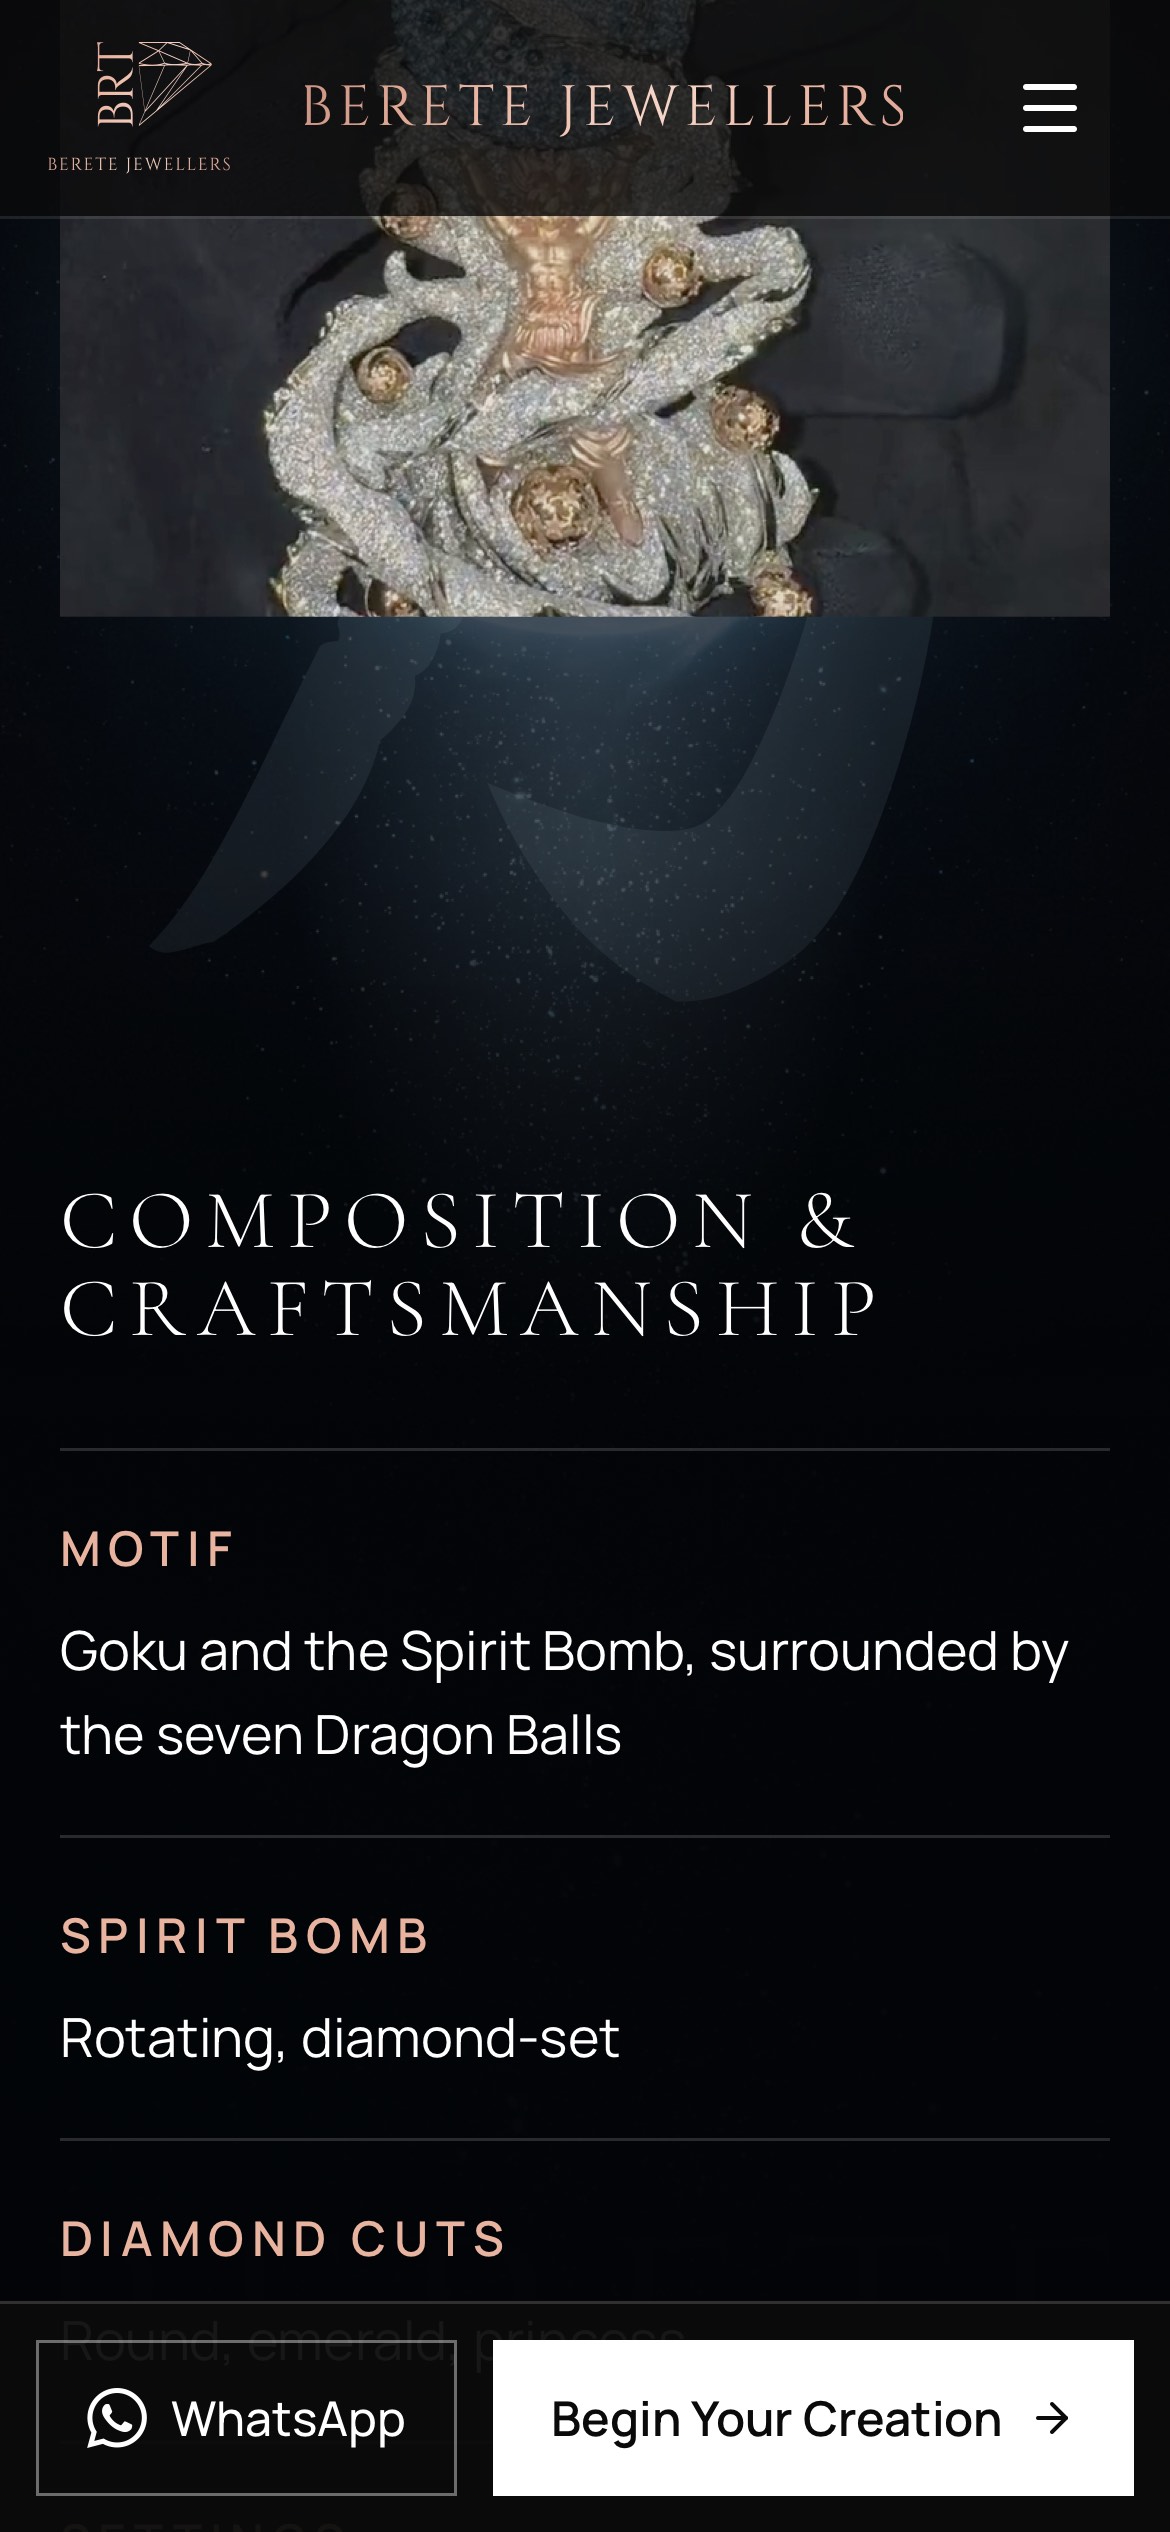 BRT
BERETE JEWELLERS
BERETE JEWELLERS
COMPOSITION &
CRAFTSMANSHIP
MOTIF
Goku and the Spirit Bomb, surrounded by
the seven Dragon Balls
SPIRIT BOMB
Rotating, diamond-set
DIAMOND CUTS
Round, emerald, princess
WhatsApp
Begin Your Creation →
SETTINGS